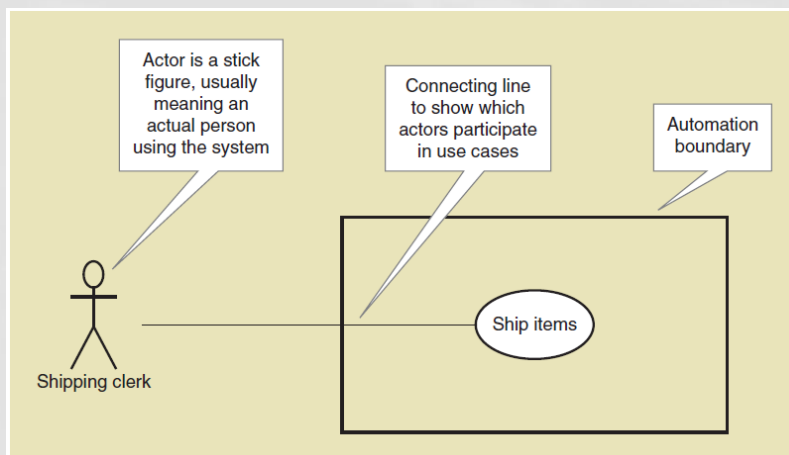 Actor is a stick
figure, usually
meaning an
actual person
using the system
Connecting line
to show which
actors participate
in use cases
Automation
boundary
Ship items
Shipping clerk